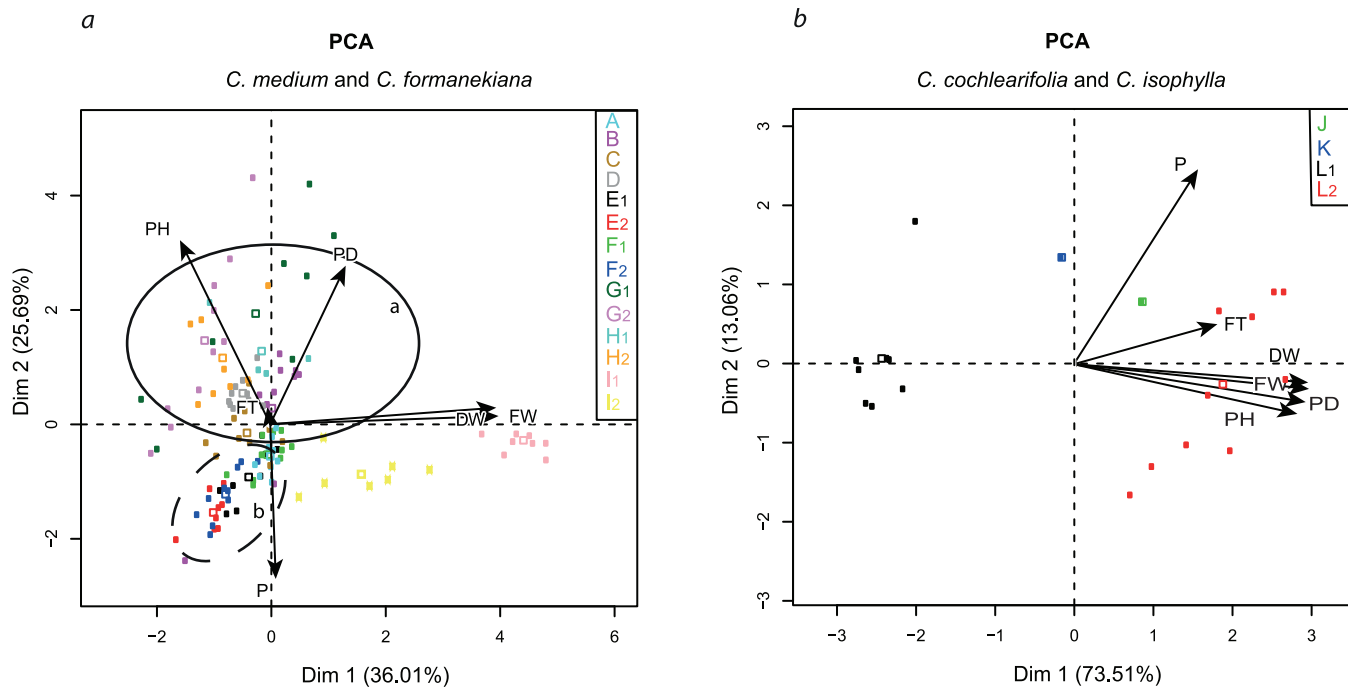 a
PCA
C. medium and C. formanekiana
A
B
C
D
E1
E2
F1
F2
G1
G2
H1
H2
I1
I2
PH
PD
a
FT
DW
FW
b
P
4
2
0
−2
−2
0
2
4
6
Dim 2 (25.69%)
Dim 1 (36.01%)
b
PCA
C. cochlearifolia and C. isophylla
J
K
L1
L2
P
FT
DW
FW
PD
PH
3
2
1
0
−1
−2
−3
−3
−2
−1
0
1
2
3
Dim 2 (13.06%)
Dim 1 (73.51%)